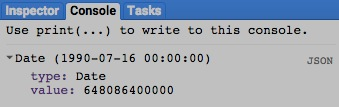 Inspector Console Tasks
Use print(...) to write to this console.
Date (1990-07-16 00:00:00) JSON
type: Date
value: 648086400000